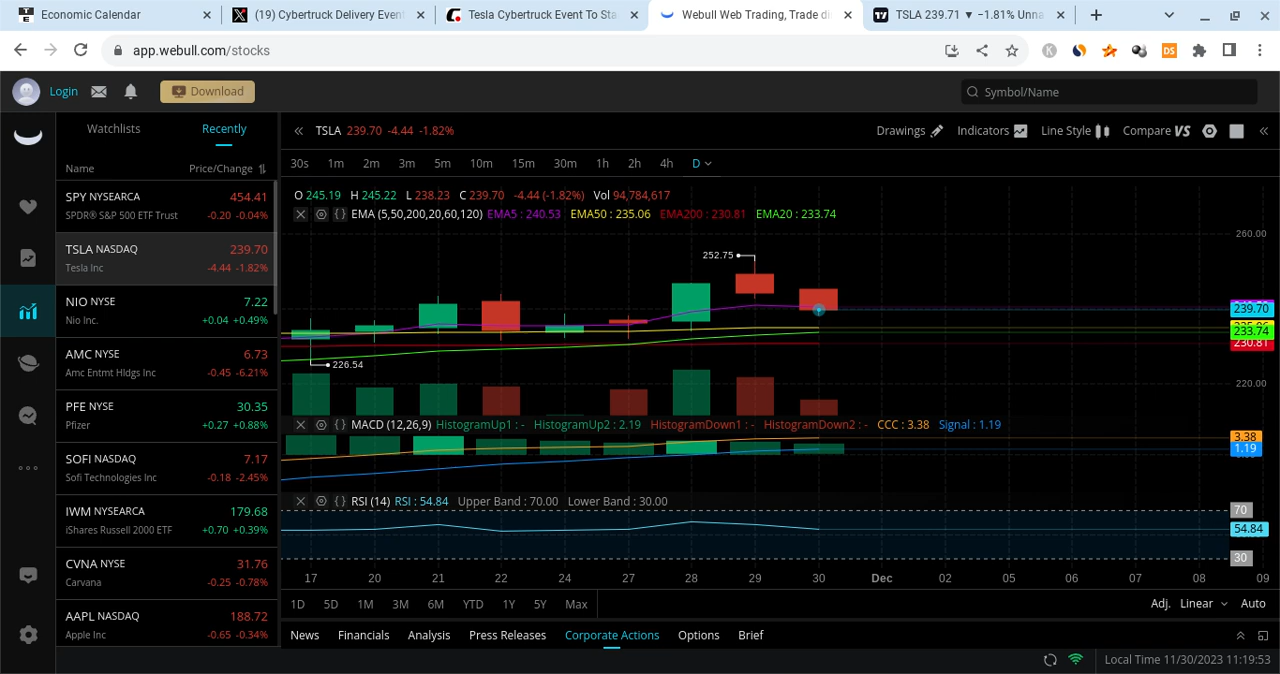 Economic Calendar
(19) Cybertruck Delivery Event
Tesla Cybertruck Event To Sta
Webull Web Trading, Trade di
TSLA 239.71 ▼ −1.81% Unna
app.webull.com/stocks
Login
Download
Symbol/Name
Watchlists
Recently
TSLA 239.70 -4.44 -1.82%
Drawings
Indicators
Line Style
Compare VS
Name
Price/Change
30s 1m 2m 3m 5m 10m 15m 30m 1h 2h 4h D
SPY NYSEARCA 454.41
SPDR® S&P 500 ETF Trust -0.20 -0.04%
TSLA NASDAQ 239.70
Tesla Inc -4.44 -1.82%
NIO NYSE 7.22
Nio Inc. +0.04 +0.49%
AMC NYSE 6.73
Amc Entmt Hldgs Inc -0.45 -6.21%
PFE NYSE 30.35
Pfizer +0.27 +0.88%
SOFI NASDAQ 7.17
Sofi Technologies Inc -0.18 -2.45%
IWM NYSEARCA 179.68
iShares Russell 2000 ETF +0.70 +0.39%
CVNA NYSE 31.76
Carvana -0.25 -0.78%
AAPL NASDAQ 188.72
Apple Inc -0.65 -0.34%
O 245.19 H 245.22 L 238.23 C 239.70 -4.44 (-1.82%) Vol 94,784,617
EMA (5,50,200,20,60,120) EMA5 : 240.53 EMA50 : 235.06 EMA200 : 230.81 EMA20 : 233.74
260.00
252.75
239.70
233.74
230.81
226.54
220.00
MACD (12,26,9) HistogramUp1 : - HistogramUp2 : 2.19 HistogramDown1 : - HistogramDown2 : - CCC : 3.38 Signal : 1.19
3.38
1.19
RSI (14) RSI : 54.84 Upper Band : 70.00 Lower Band : 30.00
70
54.84
30
17 20 21 22 24 27 28 29 30 Dec 02 05 06 07 08 09
1D 5D 1M 3M 6M YTD 1Y 5Y Max
Adj. Linear Auto
News Financials Analysis Press Releases Corporate Actions Options Brief
Local Time 11/30/2023 11:19:53